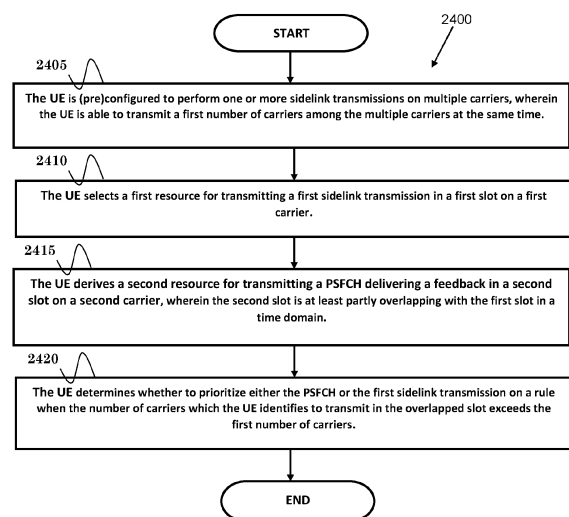 START
2400
2405
The UE is (pre)configured to perform one or more sidelink transmissions on multiple carriers, wherein
the UE is able to transmit a first number of carriers among the multiple carriers at the same time.
2410
The UE selects a first resource for transmitting a first sidelink transmission in a first slot on a first
carrier.
2415
The UE derives a second resource for transmitting a PSFCH delivering a feedback in a second
slot on a second carrier, wherein the second slot is at least partly overlapping with the first slot in a
time domain.
2420
The UE determines whether to prioritize either the PSFCH or the first sidelink transmission on a rule
when the number of carriers which the UE identifies to transmit in the overlapped slot exceeds the
first number of carriers.
END